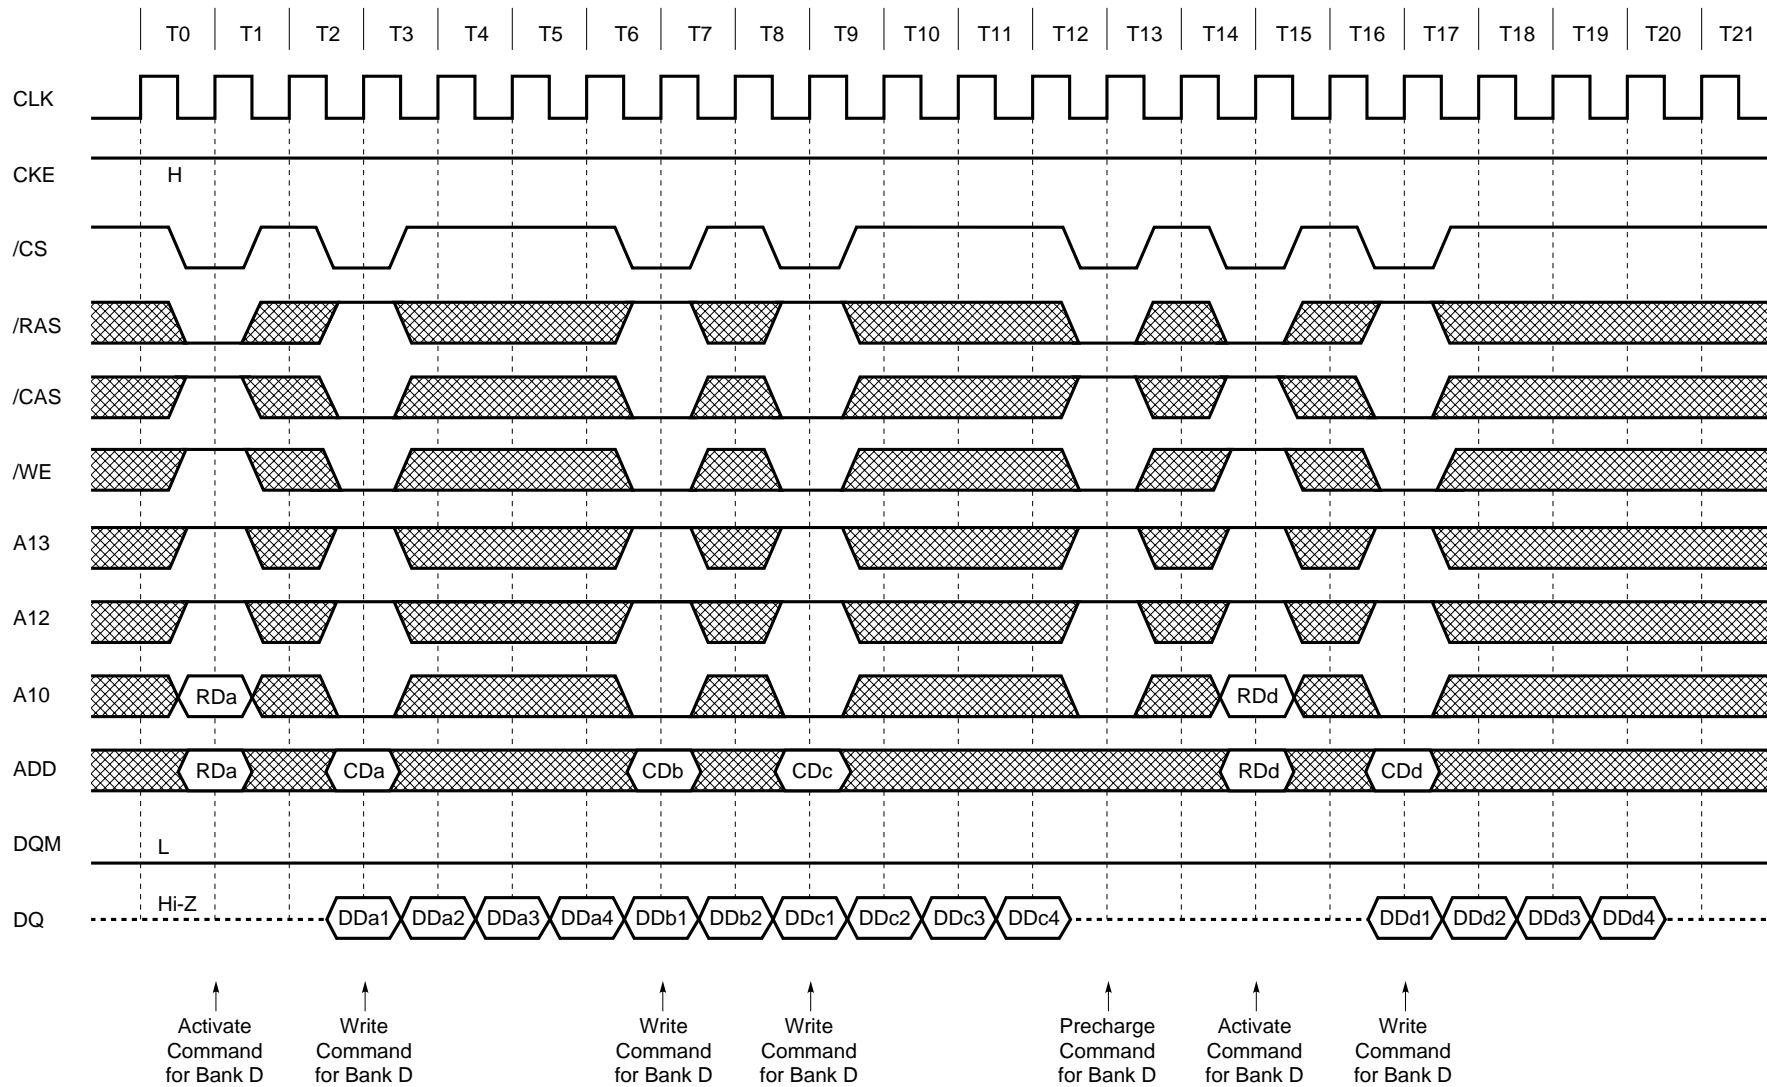 T0 T1 T2 T3 T4 T5 T6 T7 T8 T9 T10 T11 T12 T13 T14 T15 T16 T17 T18 T19 T20 T21
CLK
CKE H
/CS
/RAS
/CAS
/WE
A13
A12
A10 RDa RDd
ADD RDa CDa CDb CDc RDd CDd
DQM L
DQ Hi-Z DDa1 DDa2 DDa3 DDa4 DDb1 DDb2 DDc1 DDc2 DDc3 DDc4 DDd1 DDd2 DDd3 DDd4
Activate Write Write Write Precharge Activate Write
Command Command Command Command Command Command Command
for Bank D for Bank D for Bank D for Bank D for Bank D for Bank D for Bank D